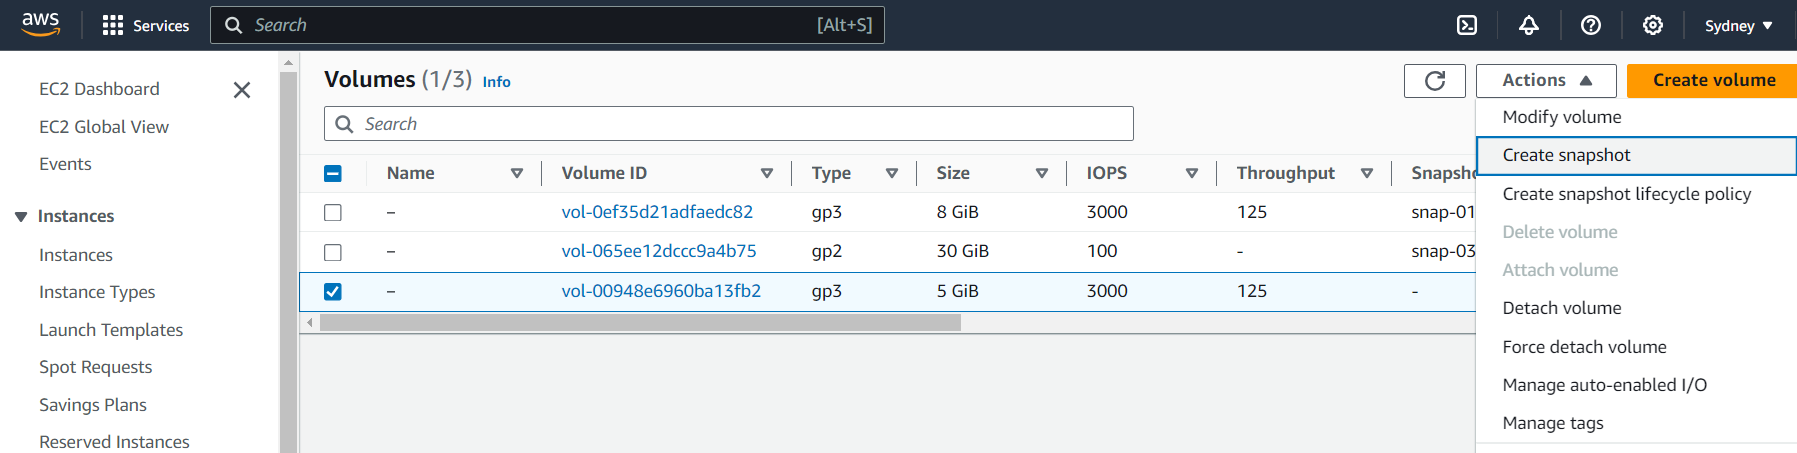 aws Services Search [Alt+S] Sydney
EC2 Dashboard
EC2 Global View
Events
Instances
Instances
Instance Types
Launch Templates
Spot Requests
Savings Plans
Reserved Instances
Volumes (1/3) Info Actions Create volume
Search
Name Volume ID Type Size IOPS Throughput Snapsho
– vol-0ef35d21adfaedc82 gp3 8 GiB 3000 125 snap-01
– vol-065ee12dccc9a4b75 gp2 30 GiB 100 - snap-03
– vol-00948e6960ba13fb2 gp3 5 GiB 3000 125 -
Modify volume
Create snapshot
Create snapshot lifecycle policy
Delete volume
Attach volume
Detach volume
Force detach volume
Manage auto-enabled I/O
Manage tags